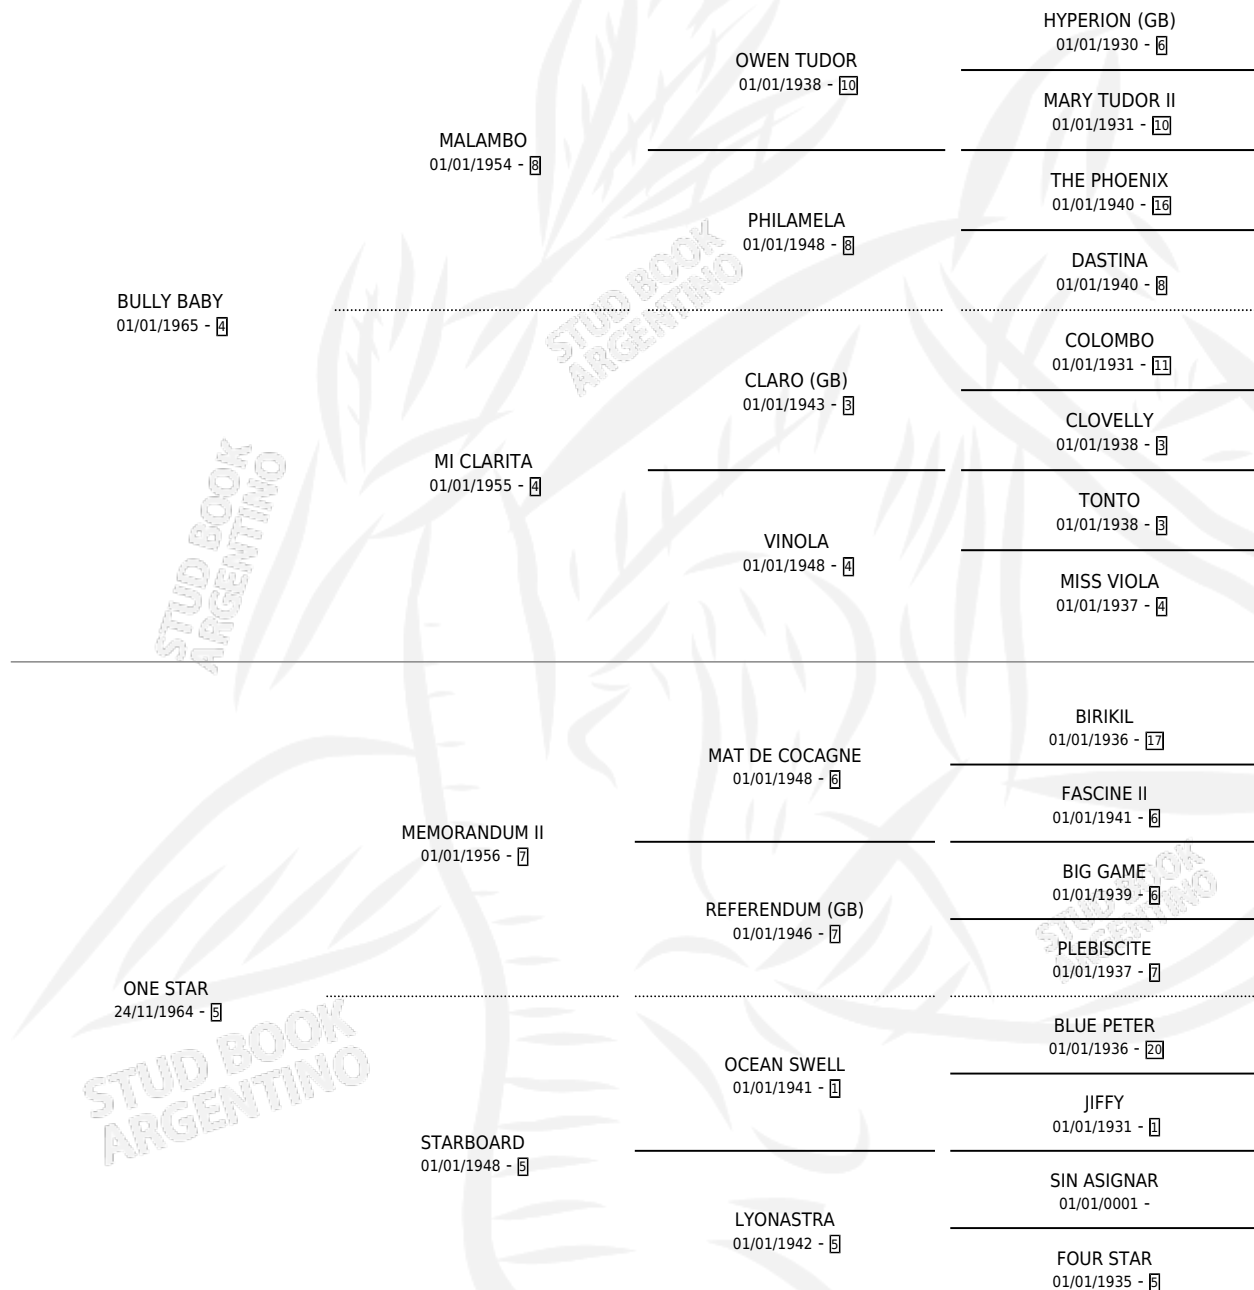 HYPERION (GB)
01/01/1930 - 6
OWEN TUDOR
01/01/1938 - 10
MARY TUDOR II
01/01/1931 - 10
MALAMBO
01/01/1954 - 8
THE PHOENIX
01/01/1940 - 16
PHILAMELA
01/01/1948 - 8
DASTINA
01/01/1940 - 8
BULLY BABY
01/01/1965 - 4
COLOMBO
01/01/1931 - 11
CLARO (GB)
01/01/1943 - 3
CLOVELLY
01/01/1938 - 3
MI CLARITA
01/01/1955 - 4
TONTO
01/01/1938 - 3
VINOLA
01/01/1948 - 4
MISS VIOLA
01/01/1937 - 4
BIRIKIL
01/01/1936 - 17
MAT DE COCAGNE
01/01/1948 - 6
FASCINE II
01/01/1941 - 6
MEMORANDUM II
01/01/1956 - 7
BIG GAME
01/01/1939 - 6
REFERENDUM (GB)
01/01/1946 - 7
PLEBISCITE
01/01/1937 - 7
ONE STAR
24/11/1964 - 5
BLUE PETER
01/01/1936 - 20
OCEAN SWELL
01/01/1941 - 1
JIFFY
01/01/1931 - 1
STARBOARD
01/01/1948 - 5
SIN ASIGNAR
01/01/0001 -
LYONASTRA
01/01/1942 - 5
FOUR STAR
01/01/1935 - 5
STUD BOOK
ARGENTINO
STUD BOOK
ARGENTINO
STUD BOOK
ARGENTINO
STUD BOOK
ARGENTINO